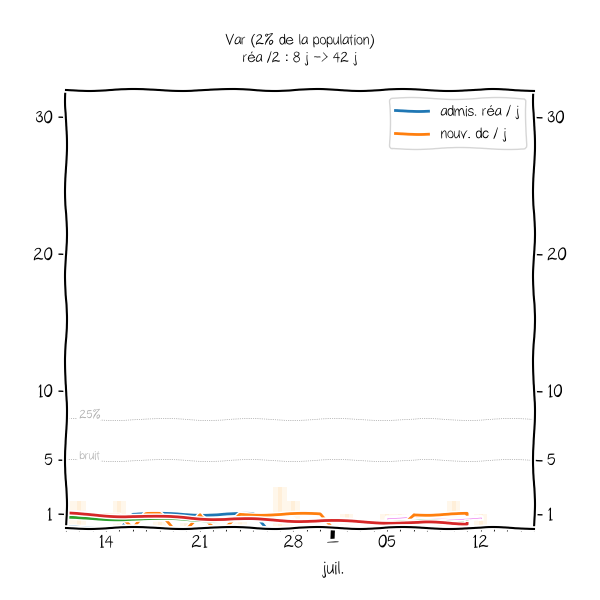 Var (2% de la population)
réa /2 : 8 j -> 42 j
admis. réa / j
nouv. dc / j
30 30
20 20
10 10
25%
5 bruit 5
1 1
14 21 28 1 05 12
juil.